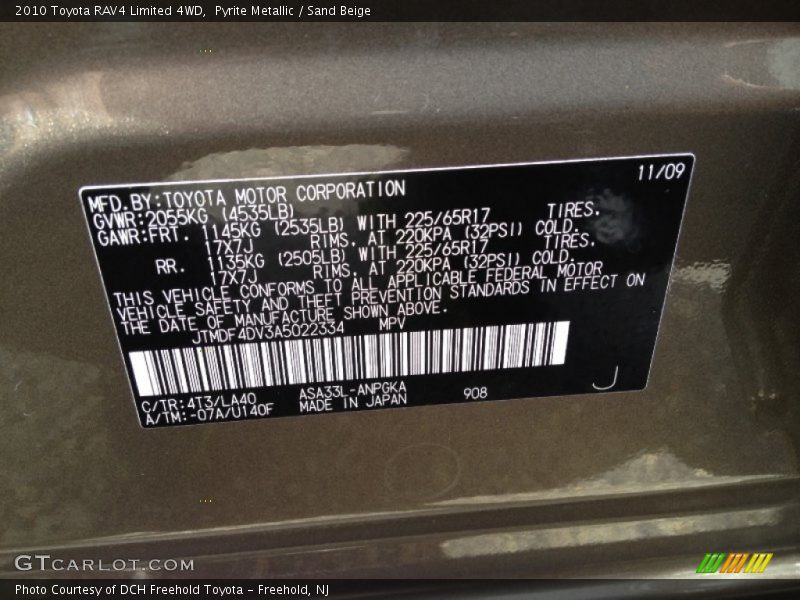 2010 Toyota RAV4 Limited 4WD, Pyrite Metallic / Sand Beige
11/09
MFD.BY:TOYOTA MOTOR CORPORATION
GVWR:2055KG (4535LB)
GAWR:FRT. 1145KG (2535LB) WITH 225/65R17 TIRES.
17X7J RIMS, AT 220KPA (32PSI) COLD.
RR. 1135KG (2505LB) WITH 225/65R17 TIRES.
17X7J RIMS, AT 220KPA (32PSI) COLD.
THIS VEHICLE CONFORMS TO ALL APPLICABLE FEDERAL MOTOR
VEHICLE SAFETY AND THEFT PREVENTION STANDARDS IN EFFECT ON
THE DATE OF MANUFACTURE SHOWN ABOVE.
JTMDF4DV3A5022334 MPV
C/TR:4T3/LA40 ASA33L-ANPGKA 908 J
A/TM:-07A/U140F MADE IN JAPAN
GTcarlot.com
Photo Courtesy of DCH Freehold Toyota - Freehold, NJ